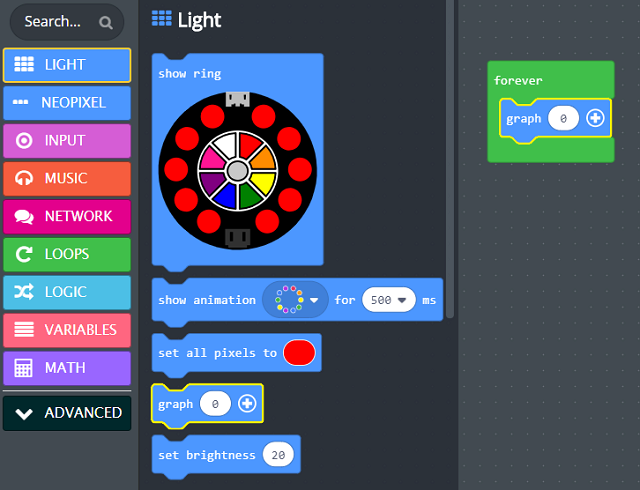 Search...
LIGHT
NEOPIXEL
INPUT
MUSIC
NETWORK
LOOPS
LOGIC
VARIABLES
MATH
ADVANCED
Light
show ring
show animation for 500 ms
set all pixels to
graph 0
set brightness 20
forever
graph 0